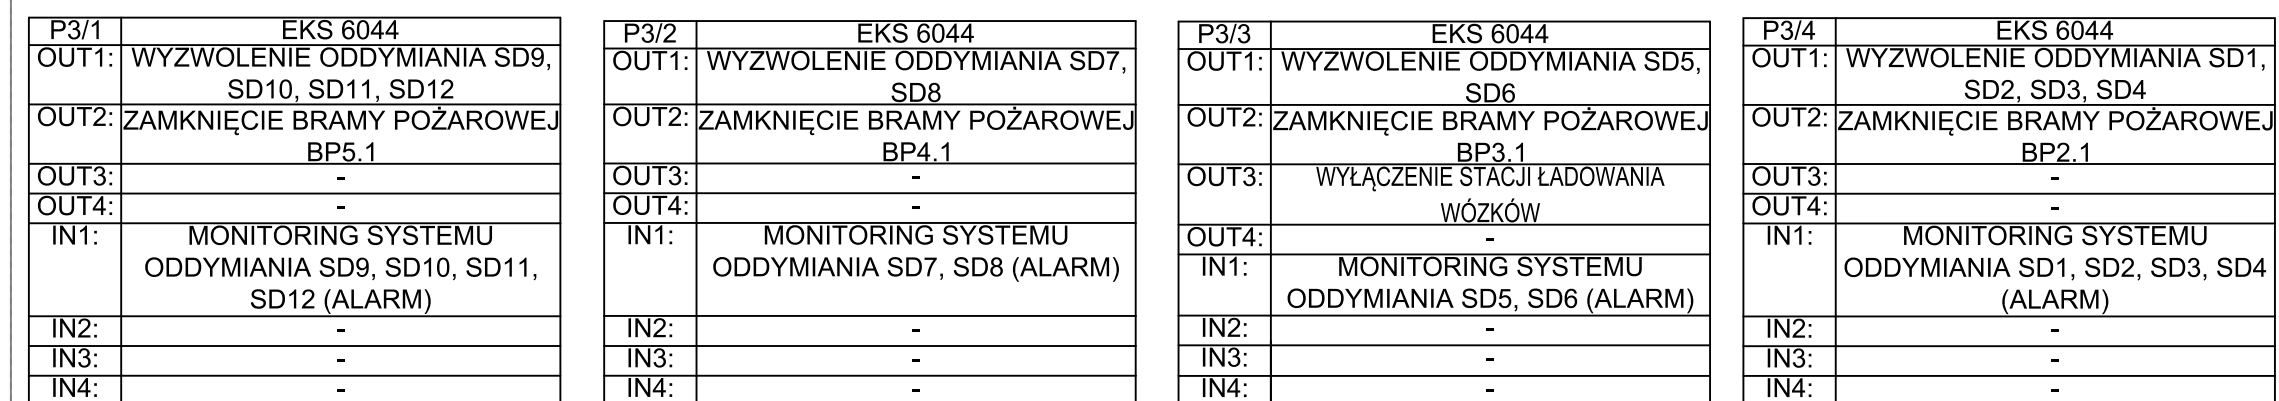 P3/1 EKS 6044
OUT1: WYZWOLENIE ODDYMIANIA SD9,
SD10, SD11, SD12
OUT2: ZAMKNIĘCIE BRAMY POŻAROWEJ
BP5.1
OUT3: -
OUT4: -
IN1: MONITORING SYSTEMU
ODDYMIANIA SD9, SD10, SD11,
SD12 (ALARM)
IN2: -
IN3: -
IN4: -
P3/2 EKS 6044
OUT1: WYZWOLENIE ODDYMIANIA SD7,
SD8
OUT2: ZAMKNIĘCIE BRAMY POŻAROWEJ
BP4.1
OUT3: -
OUT4: -
IN1: MONITORING SYSTEMU
ODDYMIANIA SD7, SD8 (ALARM)
IN2: -
IN3: -
IN4: -
P3/3 EKS 6044
OUT1: WYZWOLENIE ODDYMIANIA SD5,
SD6
OUT2: ZAMKNIĘCIE BRAMY POŻAROWEJ
BP3.1
OUT3: WYŁĄCZENIE STACJI ŁADOWANIA
WÓZKÓW
OUT4: -
IN1: MONITORING SYSTEMU
ODDYMIANIA SD5, SD6 (ALARM)
IN2: -
IN3: -
IN4: -
P3/4 EKS 6044
OUT1: WYZWOLENIE ODDYMIANIA SD1,
SD2, SD3, SD4
OUT2: ZAMKNIĘCIE BRAMY POŻAROWEJ
BP2.1
OUT3: -
OUT4: -
IN1: MONITORING SYSTEMU
ODDYMIANIA SD1, SD2, SD3, SD4
(ALARM)
IN2: -
IN3: -
IN4: -